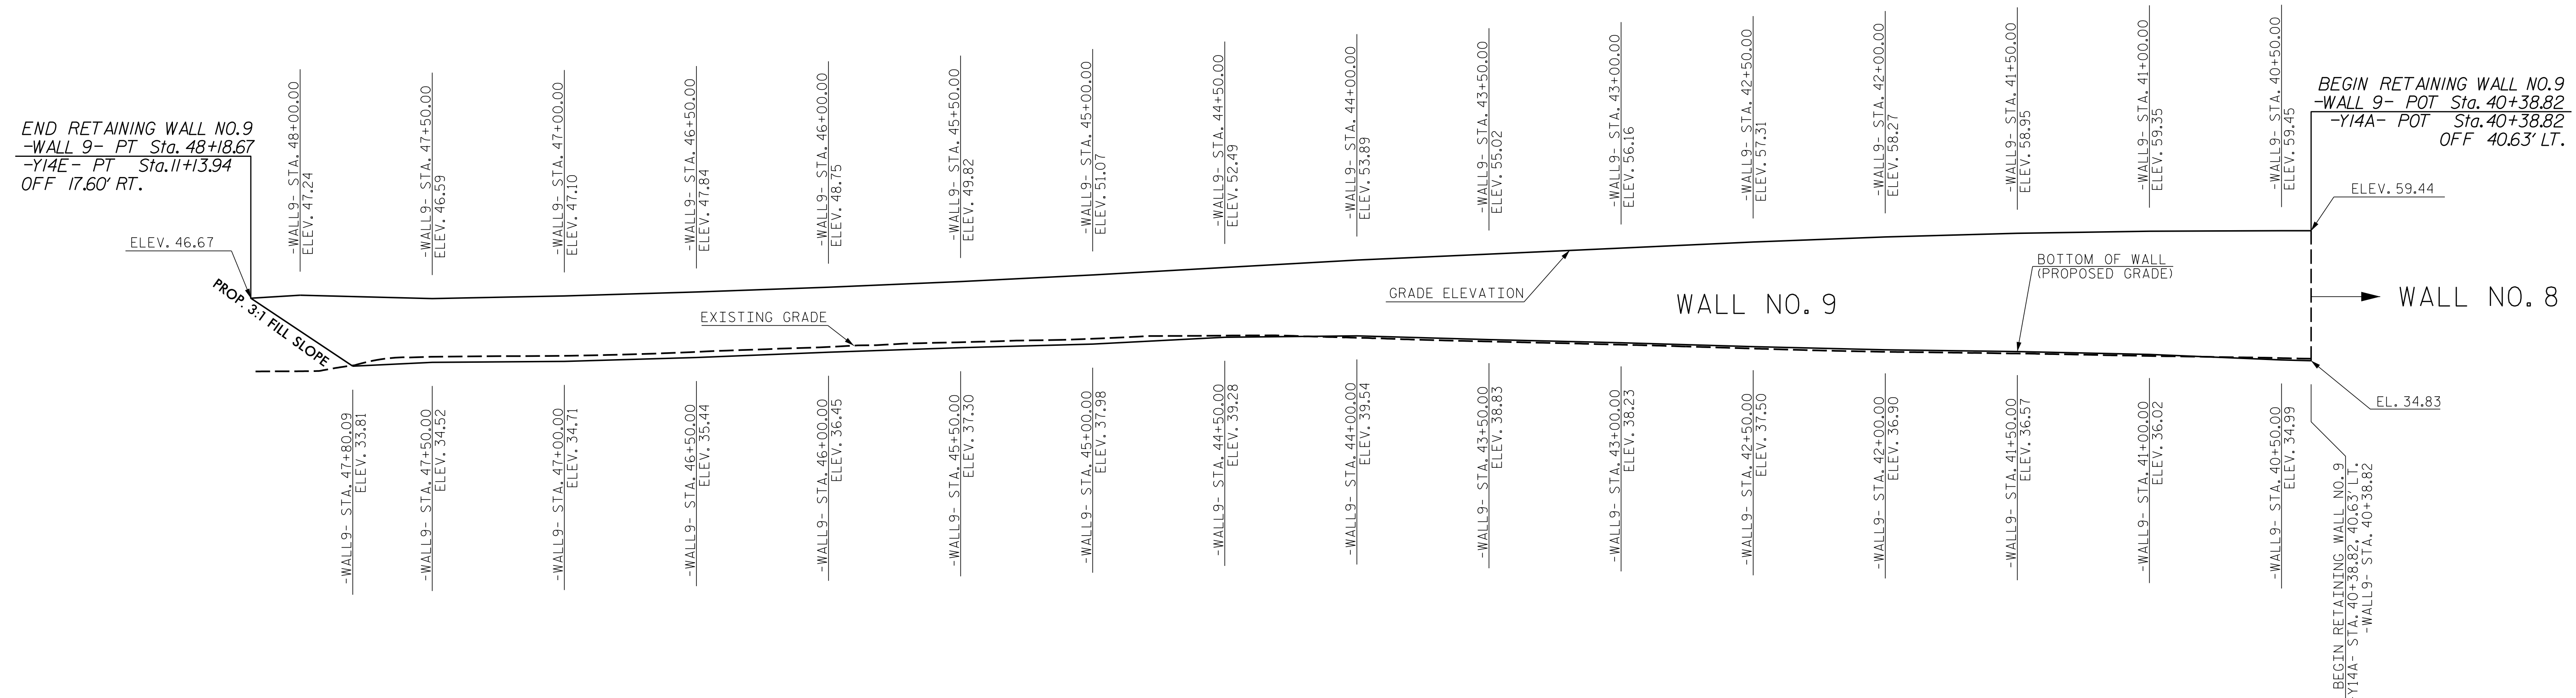 END RETAINING WALL NO.9
-WALL 9- PT Sta. 48+18.67
-Y14E- PT Sta.11+13.94
OFF 17.60' RT.
ELEV. 46.67
PROP. 3:1 FILL SLOPE
-WALL9- STA. 48+00.00
ELEV. 47.24
-WALL9- STA. 47+50.00
ELEV. 46.59
-WALL9- STA. 47+00.00
ELEV. 47.10
-WALL9- STA. 46+50.00
ELEV. 47.84
-WALL9- STA. 46+00.00
ELEV. 48.75
-WALL9- STA. 45+50.00
ELEV. 49.82
-WALL9- STA. 45+00.00
ELEV. 51.07
-WALL9- STA. 44+50.00
ELEV. 52.49
-WALL9- STA. 44+00.00
ELEV. 53.89
-WALL9- STA. 43+50.00
ELEV. 55.02
-WALL9- STA. 43+00.00
ELEV. 56.16
-WALL9- STA. 42+50.00
ELEV. 57.31
-WALL9- STA. 42+00.00
ELEV. 58.27
-WALL9- STA. 41+50.00
ELEV. 58.95
-WALL9- STA. 41+00.00
ELEV. 59.35
-WALL9- STA. 40+50.00
ELEV. 59.45
BEGIN RETAINING WALL NO.9
-WALL 9- POT Sta. 40+38.82
-Y14A- POT Sta. 40+38.82
OFF 40.63' LT.
ELEV. 59.44
EXISTING GRADE
GRADE ELEVATION
WALL NO. 9
BOTTOM OF WALL
(PROPOSED GRADE)
WALL NO. 8
EL. 34.83
-WALL9- STA. 47+80.09
ELEV. 33.81
-WALL9- STA. 47+50.00
ELEV. 34.52
-WALL9- STA. 47+00.00
ELEV. 34.71
-WALL9- STA. 46+50.00
ELEV. 35.44
-WALL9- STA. 46+00.00
ELEV. 36.45
-WALL9- STA. 45+50.00
ELEV. 37.30
-WALL9- STA. 45+00.00
ELEV. 37.98
-WALL9- STA. 44+50.00
ELEV. 39.28
-WALL9- STA. 44+00.00
ELEV. 39.54
-WALL9- STA. 43+50.00
ELEV. 38.83
-WALL9- STA. 43+00.00
ELEV. 38.23
-WALL9- STA. 42+50.00
ELEV. 37.50
-WALL9- STA. 42+00.00
ELEV. 36.90
-WALL9- STA. 41+50.00
ELEV. 36.57
-WALL9- STA. 41+00.00
ELEV. 36.02
-WALL9- STA. 40+50.00
ELEV. 34.99
BEGIN RETAINING WALL NO. 9
-Y14A- STA. 40+38.82, 40.63' LT.
-WALL9- STA. 40+38.82